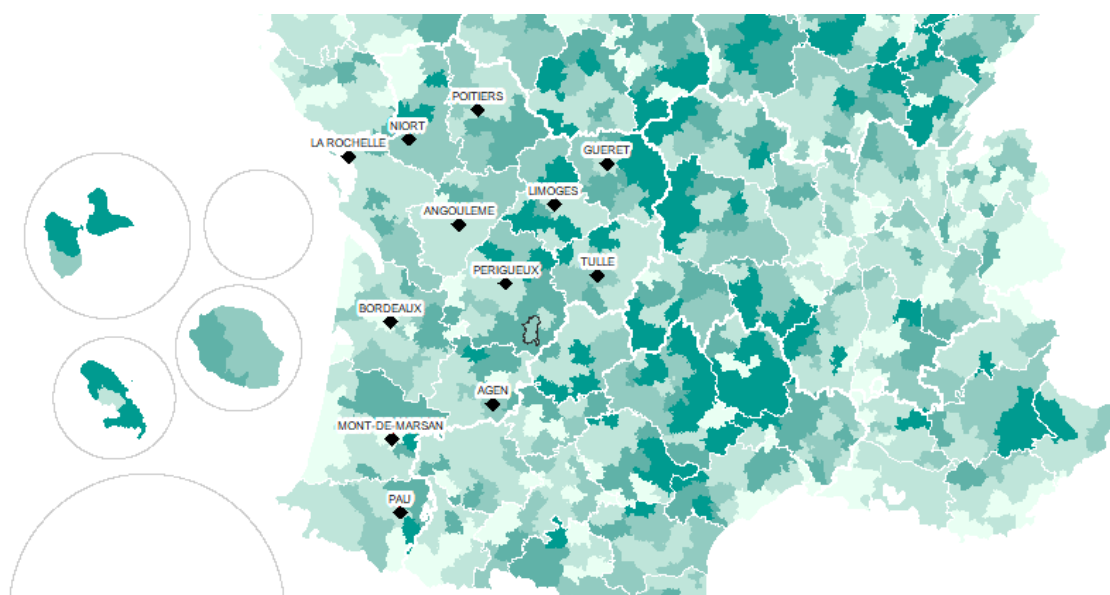 POITIERS
NIORT
LA ROCHELLE
GUERET
LIMOGES
ANGOULEME
TULLE
PERIGUEUX
BORDEAUX
AGEN
MONT-DE-MARSAN
PAU